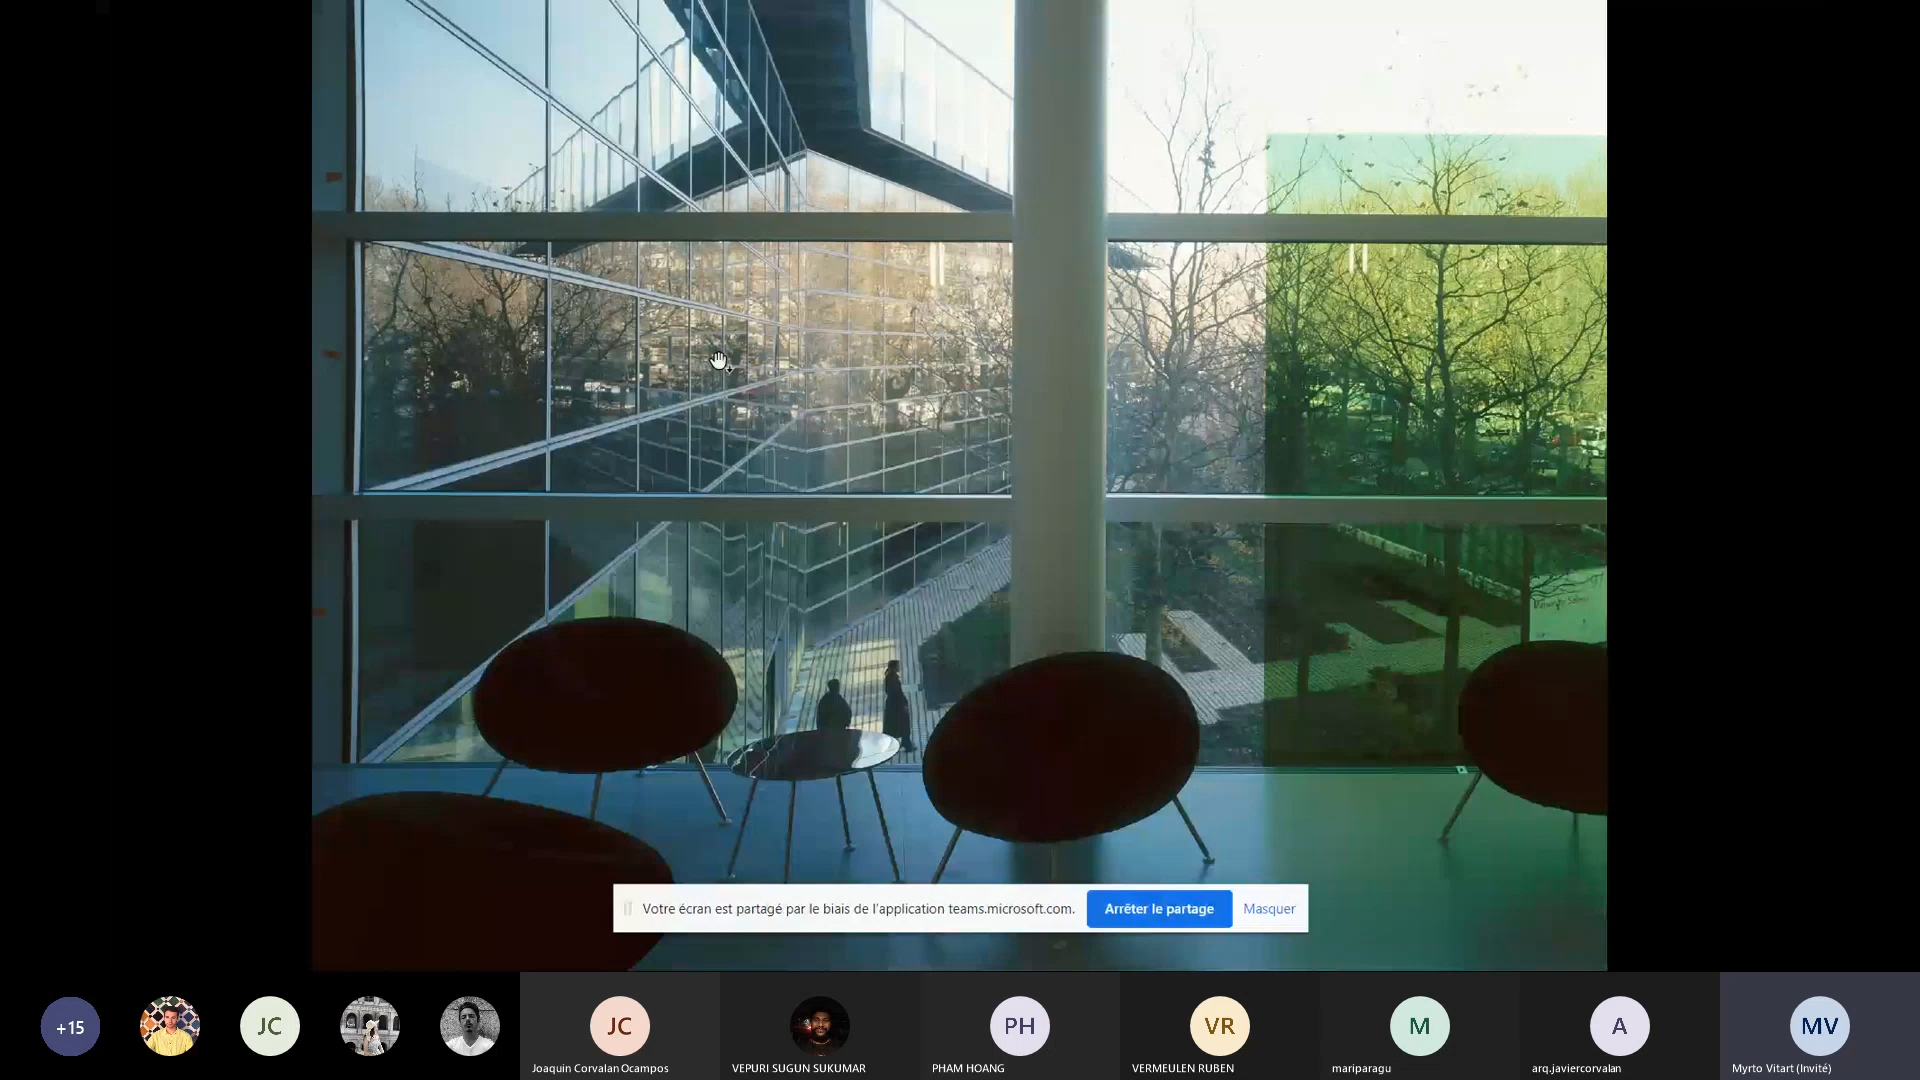 Votre écran est partagé par le biais de l'application teams.microsoft.com.
Arrêter le partage
Masquer
+15
JC
JC
PH
VR
M
A
MV
Joaquin Corvalan Ocampos
VEPURI SUGUN SUKUMAR
PHAM HOANG
VERMEULEN RUBEN
mariparagu
arq.javiercorvalan
Myrto Vitart (Invité)